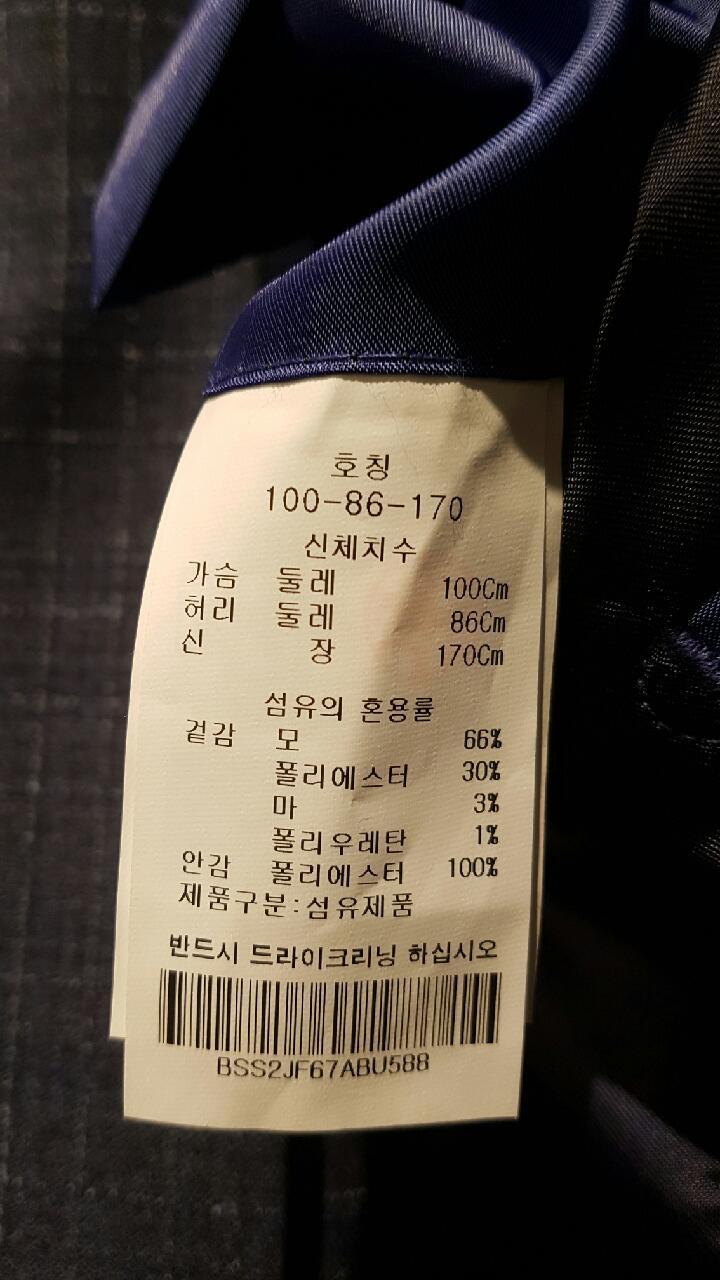 호칭
100-86-170
신체치수
가슴 둘레 100Cm
허리 둘레 86Cm
신 장 170Cm
섬유의 혼용률
겉감 모 66%
폴리에스터 30%
마 3%
폴리우레탄 1%
안감 폴리에스터 100%
제품구분:섬유제품
반드시 드라이크리닝 하십시오
BSS2JF67ABU588